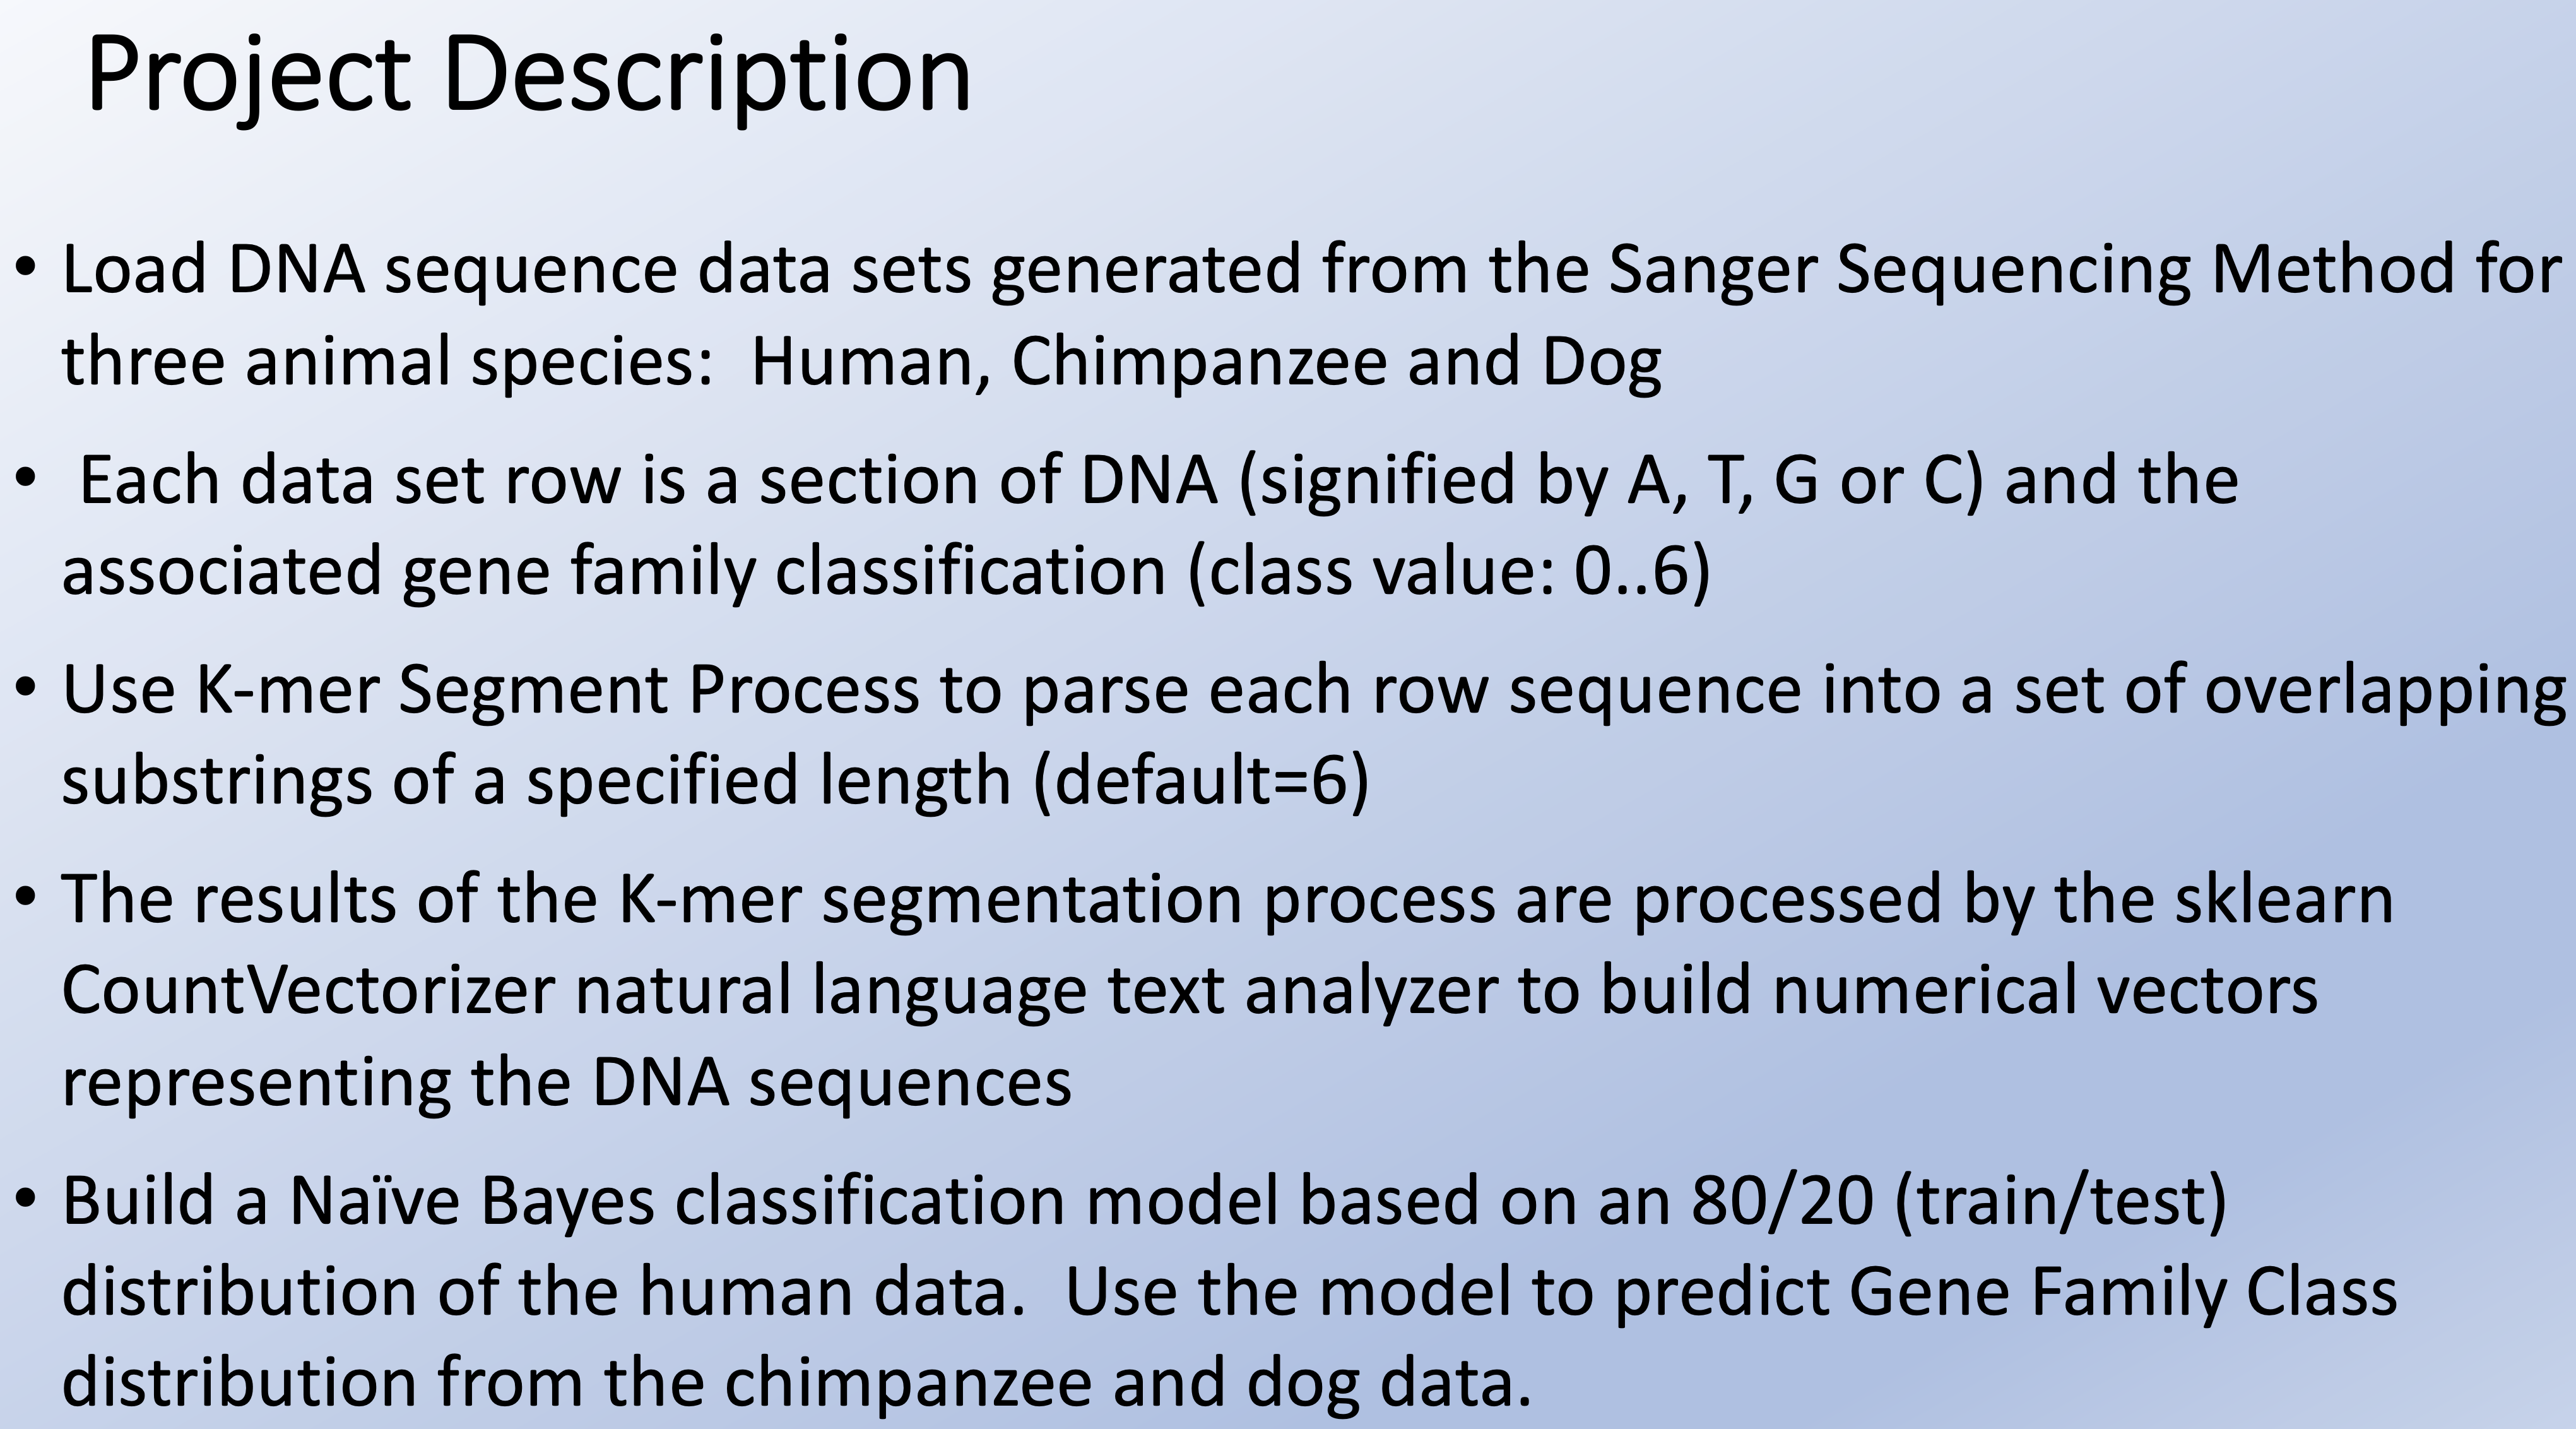 Project Description
• Load DNA sequence data sets generated from the Sanger Sequencing Method for
three animal species:  Human, Chimpanzee and Dog
•  Each data set row is a section of DNA (signified by A, T, G or C) and the
associated gene family classification (class value: 0..6)
• Use K-mer Segment Process to parse each row sequence into a set of overlapping
substrings of a specified length (default=6)
• The results of the K-mer segmentation process are processed by the sklearn
CountVectorizer natural language text analyzer to build numerical vectors
representing the DNA sequences
• Build a Naïve Bayes classification model based on an 80/20 (train/test)
distribution of the human data.  Use the model to predict Gene Family Class
distribution from the chimpanzee and dog data.